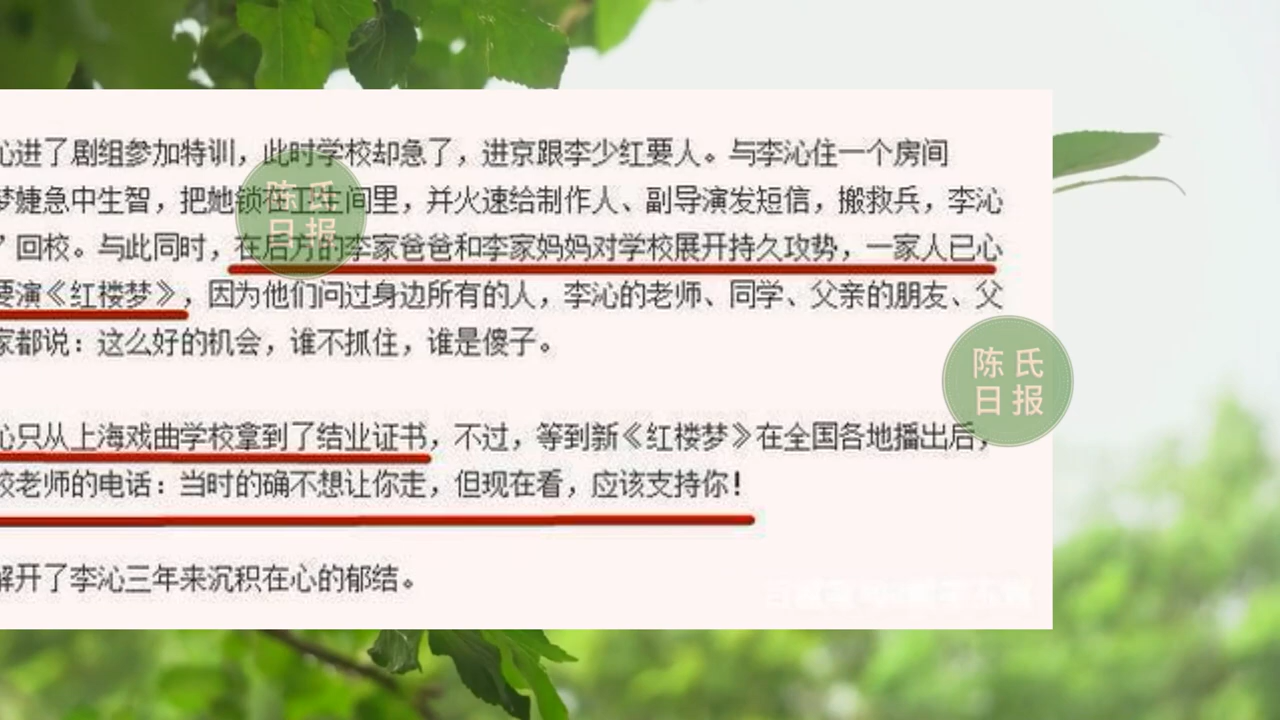 沁进了剧组参加特训，此时学校却急了，进京跟李少红要人。与李沁住一个房间
梦婕急中生智，把她锁在卫生间里，并火速给制作人、副导演发短信，搬救兵，李沁
”回校。与此同时，在后方的李家爸爸和李家妈妈对学校展开持久攻势，一家人已心
要演《红楼梦》，因为他们问过身边所有的人，李沁的老师、同学、父亲的朋友、父
家都说：这么好的机会，谁不抓住，谁是傻子。
沁只从上海戏曲学校拿到了结业证书，不过，等到新《红楼梦》在全国各地播出后，
校老师的电话：当时的确不想让你走，但现在看，应该支持你！
解开了李沁三年来沉积在心的郁结。
陈氏
日报
陈氏
日报